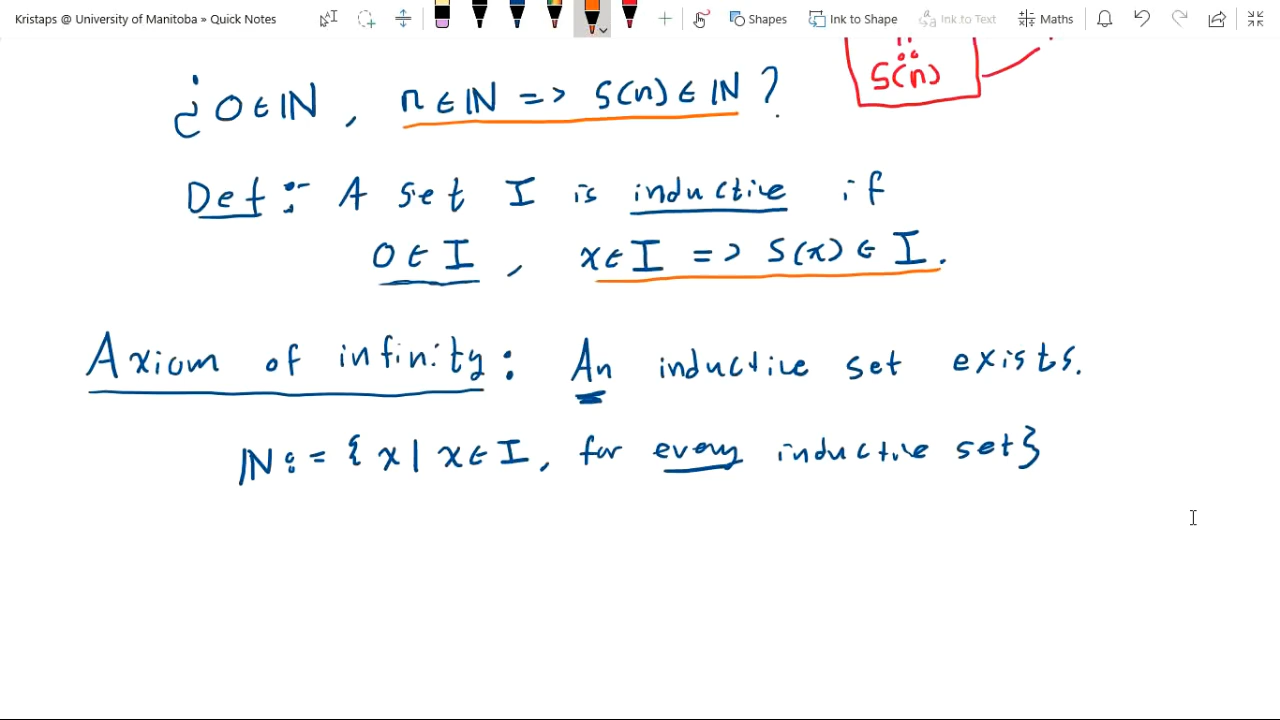 Kristaps @ University of Manitoba » Quick Notes
Shapes
Ink to Shape
Ink to Text
Maths
S(n)
¿ 0 ∈ ℕ, n ∈ ℕ => S(n) ∈ ℕ ?
Def:- A set I is inductive if
0 ∈ I, x ∈ I => S(x) ∈ I.
Axiom of infinity: An inductive set exists.
ℕ := { x | x ∈ I, for every inductive set}